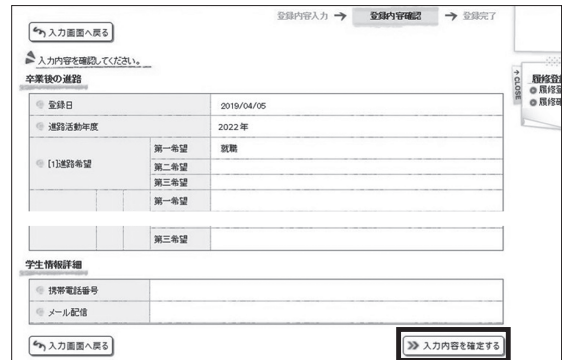 登録内容入力 → 登録内容確認 → 登録完了
入力画面へ戻る
入力内容を確認してください。
卒業後の進路
登録日 2019/04/05
進路活動年度 2022年
[1]進路希望 第一希望 就職
第二希望
第三希望
第一希望
第三希望
学生情報詳細
携帯電話番号
メール配信
入力画面へ戻る
入力内容を確定する
CLOSE
履修登
履修登
履修確